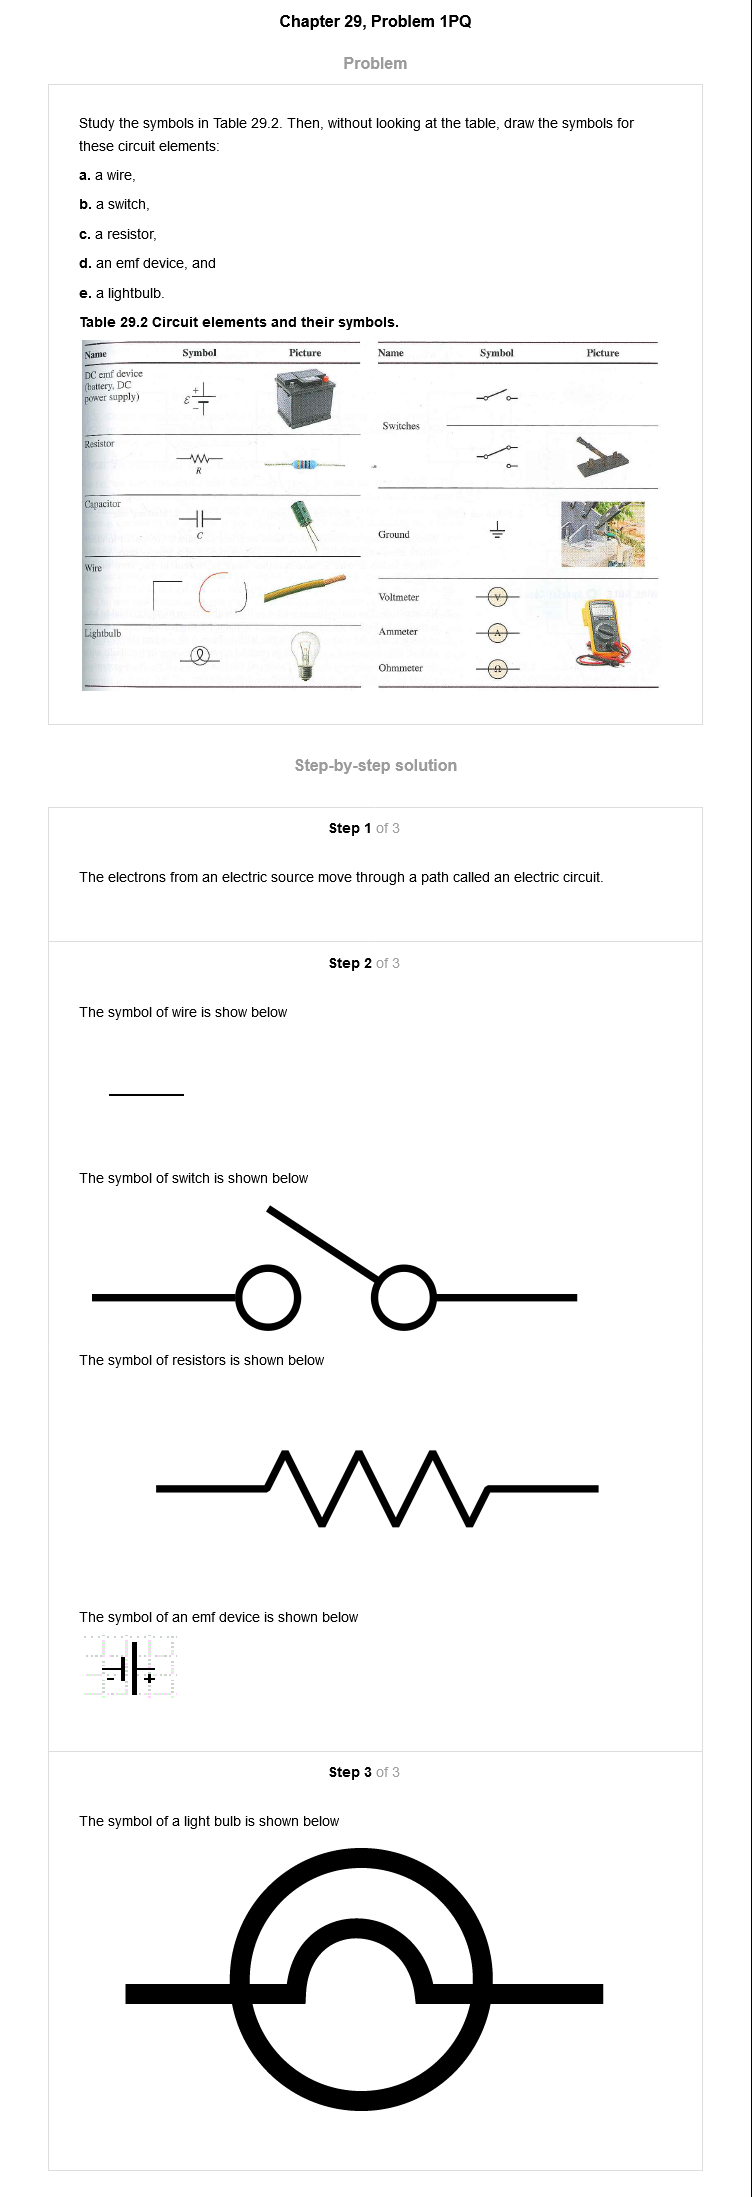 Chapter 29, Problem 1PQ
Problem
Study the symbols in Table 29.2. Then, without looking at the table, draw the symbols for
these circuit elements:
a. a wire,
b. a switch,
c. a resistor,
d. an emf device, and
e. a lightbulb.
Table 29.2 Circuit elements and their symbols.
Name Symbol Picture
DC emf device
(battery, DC
power supply)
ℰ + −
Resistor
R
Capacitor
C
Wire
Lightbulb
Name Symbol Picture
Switches
Ground
Voltmeter V
Ammeter A
Ohmmeter Ω
Step-by-step solution
Step 1 of 3
The electrons from an electric source move through a path called an electric circuit.
Step 2 of 3
The symbol of wire is show below
The symbol of switch is shown below
The symbol of resistors is shown below
The symbol of an emf device is shown below
- +
Step 3 of 3
The symbol of a light bulb is shown below